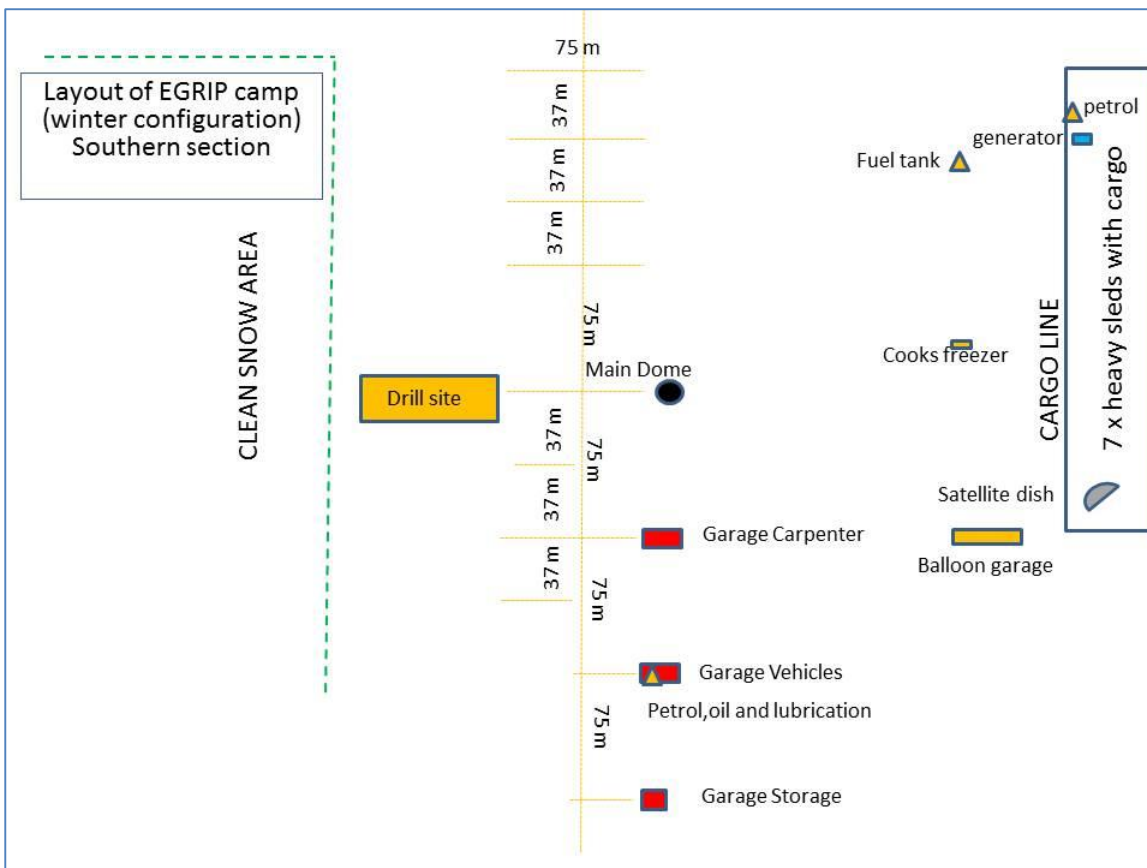 75 m
Layout of EGRIP camp
(winter configuration)
Southern section
37 m
37 m
37 m
petrol
generator
Fuel tank
CLEAN SNOW AREA
7 x heavy sleds with cargo
CARGO LINE
75 m
Cooks freezer
Main Dome
Drill site
37 m
75 m
37 m
Satellite dish
Garage Carpenter
Balloon garage
37 m
75 m
Garage Vehicles
Petrol,oil and lubrication
75 m
Garage Storage